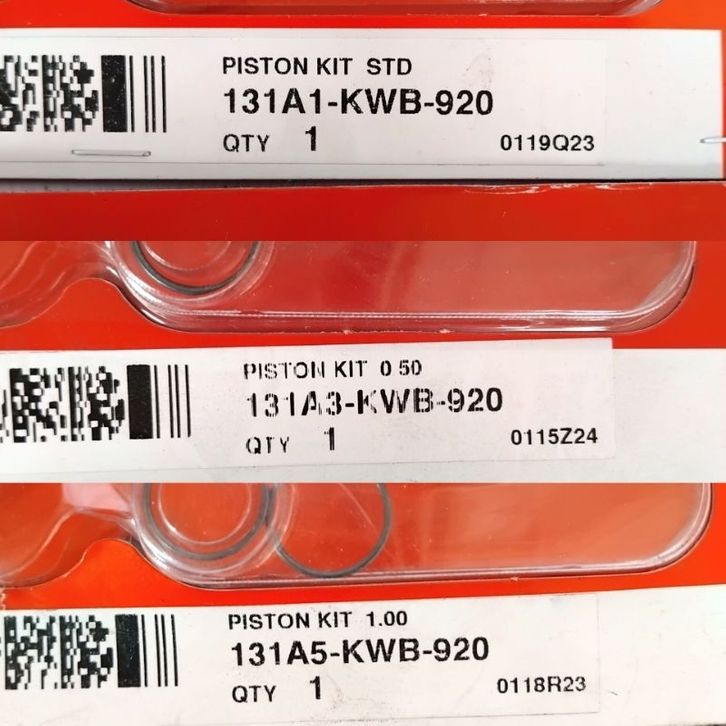 PISTON KIT STD
131A1-KWB-920
QTY 1 0119Q23
PISTON KIT 0 50
131A3-KWB-920
QTY 1 0115Z24
PISTON KIT 1.00
131A5-KWB-920
QTY 1 0118R23